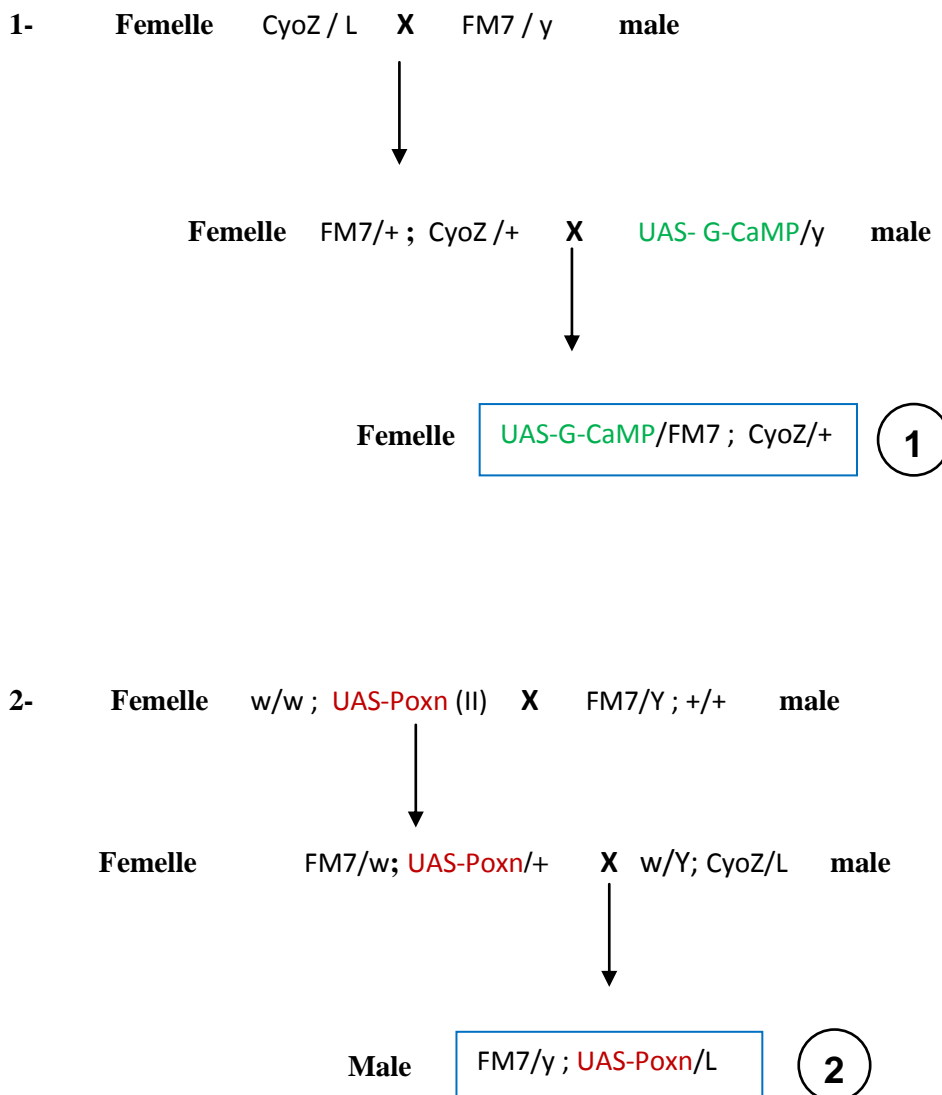 1- Femelle CyoZ / L X FM7 / y male
Femelle FM7/+ ; CyoZ /+ X UAS- G-CaMP/y male
Femelle UAS-G-CaMP/FM7 ; CyoZ/+ 1
2- Femelle w/w ; UAS-Poxn (II) X FM7/Y ; +/+ male
Femelle FM7/w; UAS-Poxn/+ X w/Y; CyoZ/L male
Male FM7/y ; UAS-Poxn/L 2